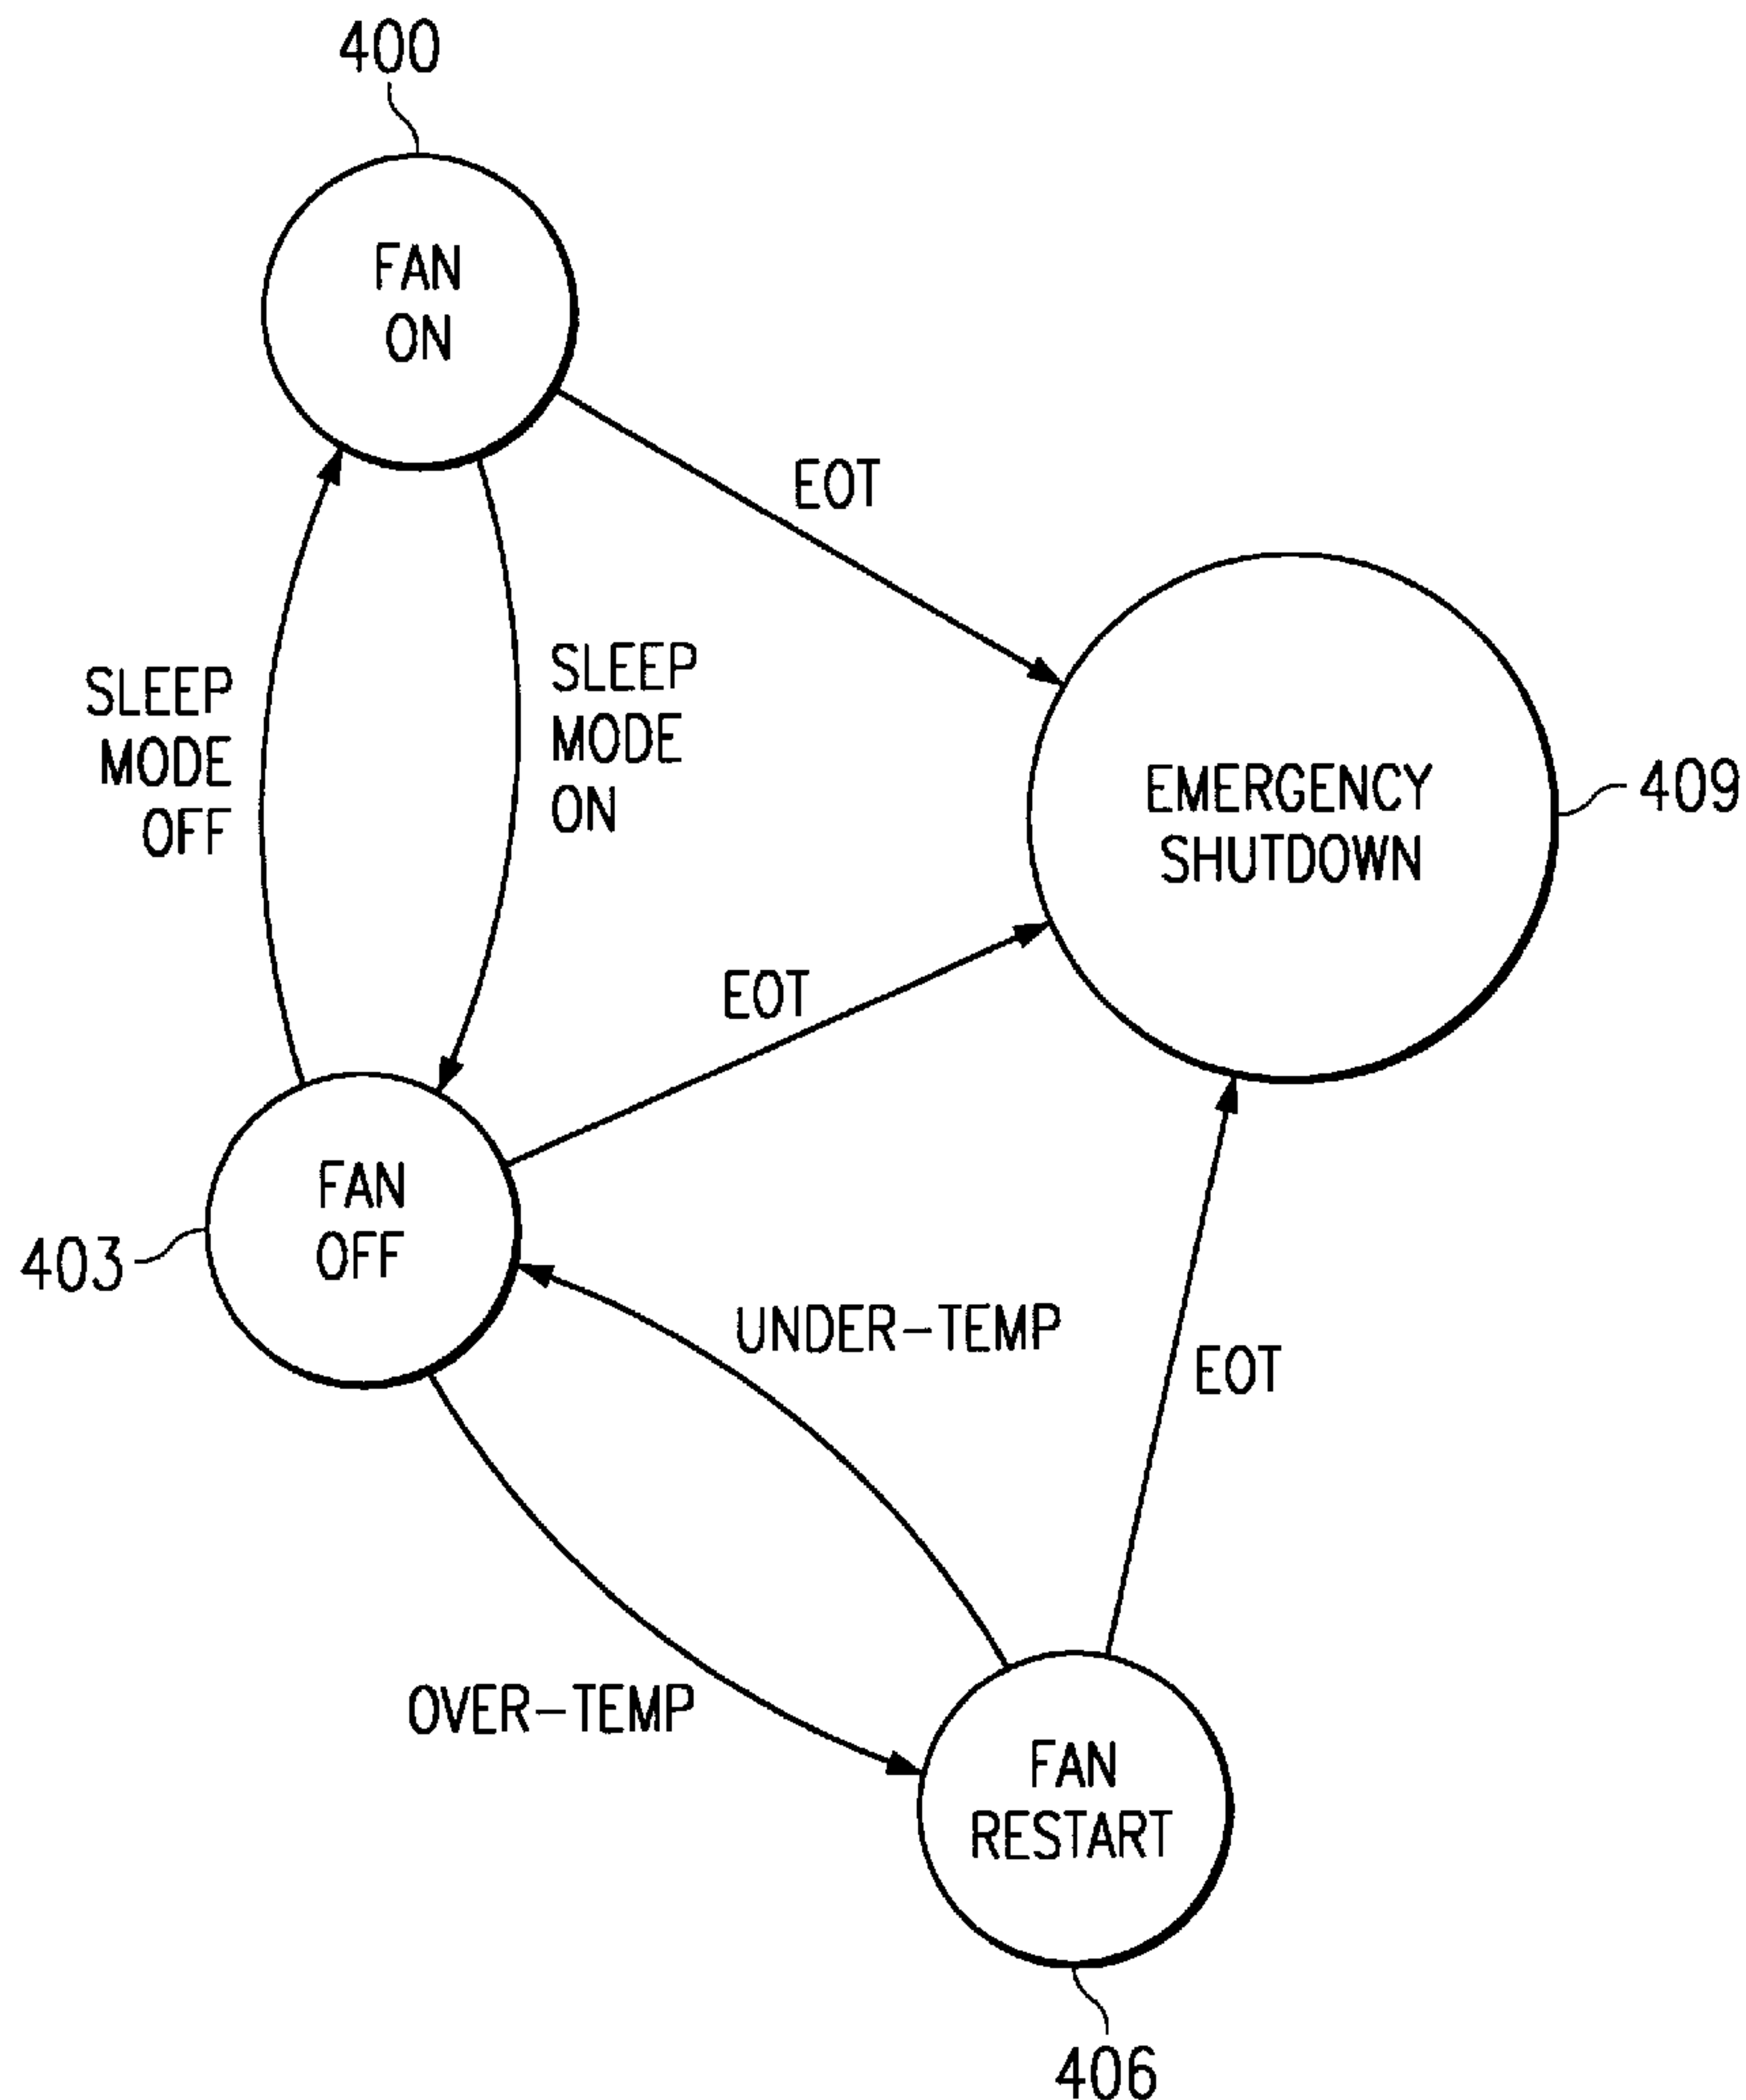 400
FAN
ON
EOT
SLEEP
MODE
OFF
SLEEP
MODE
ON
EMERGENCY
SHUTDOWN
409
EOT
FAN
OFF
403
UNDER-TEMP
EOT
OVER-TEMP
FAN
RESTART
406